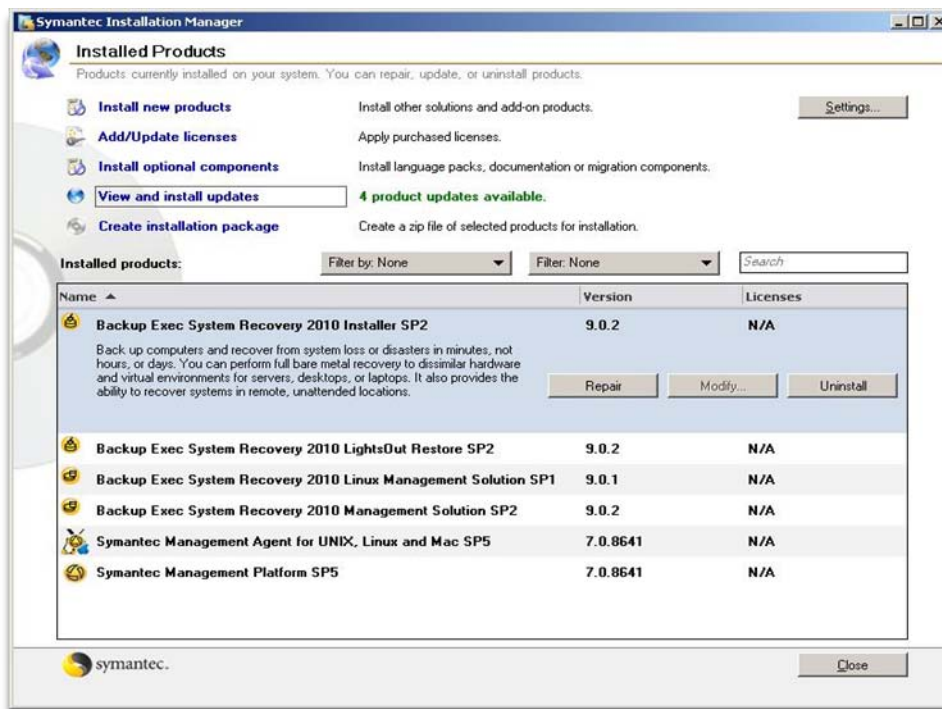 Symantec Installation Manager
Installed Products
Products currently installed on your system. You can repair, update, or uninstall products.
Install new products Install other solutions and add-on products. Settings...
Add/Update licenses Apply purchased licenses.
Install optional components Install language packs, documentation or migration components.
View and install updates 4 product updates available.
Create installation package Create a zip file of selected products for installation.
Installed products: Filter by: None Filter: None Search
Name Version Licenses
Backup Exec System Recovery 2010 Installer SP2 9.0.2 N/A
Back up computers and recover from system loss or disasters in minutes, not
hours, or days. You can perform full bare metal recovery to dissimilar hardware
and virtual environments for servers, desktops, or laptops. It also provides the
ability to recover systems in remote, unattended locations.
Repair Modify... Uninstall
Backup Exec System Recovery 2010 LightsOut Restore SP2 9.0.2 N/A
Backup Exec System Recovery 2010 Linux Management Solution SP1 9.0.1 N/A
Backup Exec System Recovery 2010 Management Solution SP2 9.0.2 N/A
Symantec Management Agent for UNIX, Linux and Mac SP5 7.0.8641 N/A
Symantec Management Platform SP5 7.0.8641 N/A
symantec. Close